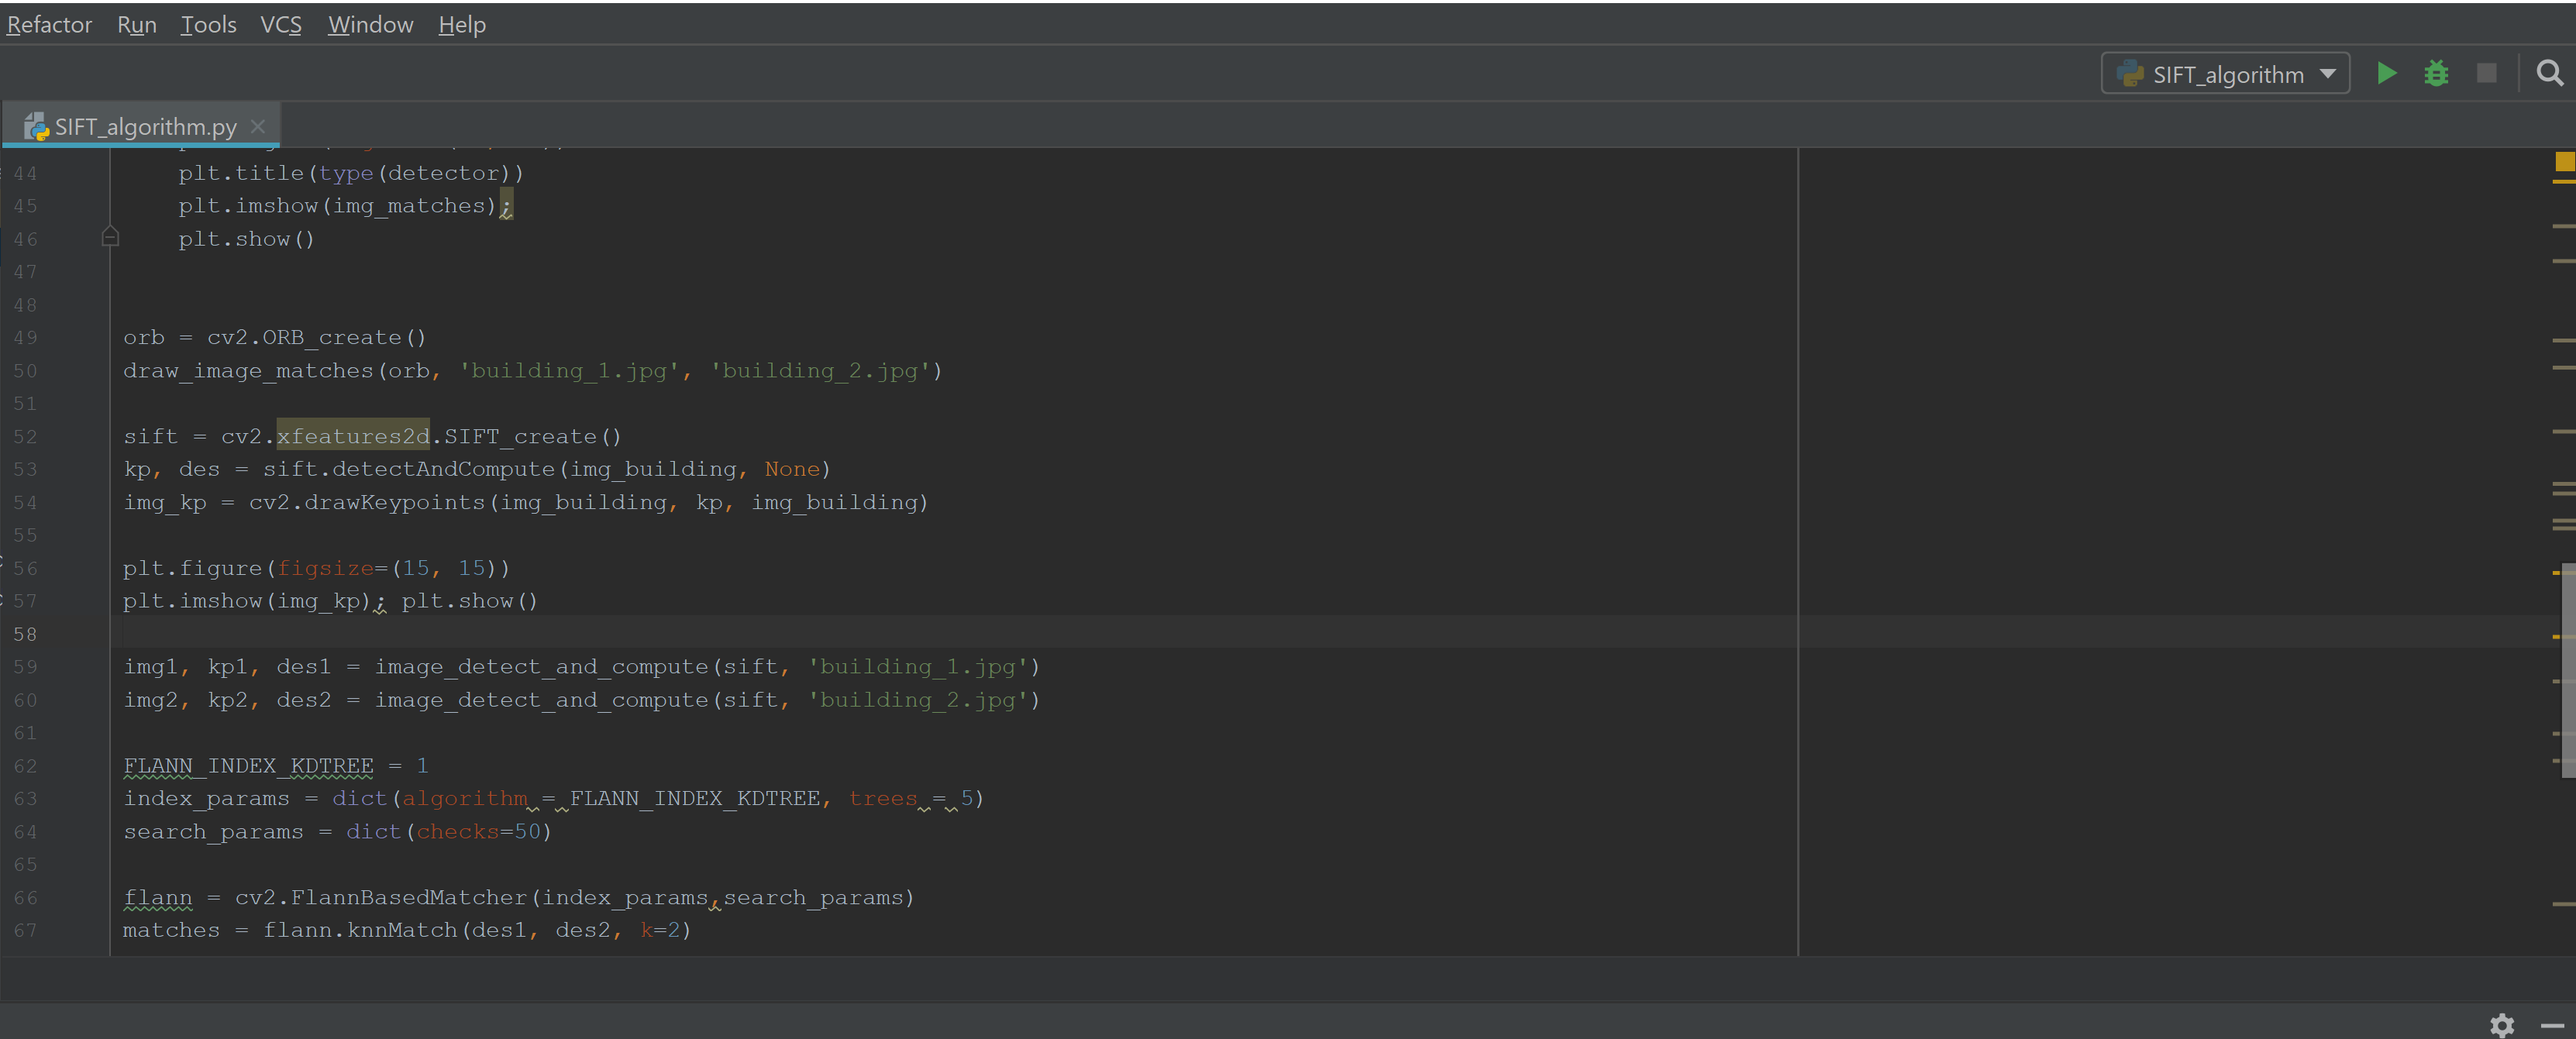 Refactor Run Tools VCS Window Help
SIFT_algorithm
SIFT_algorithm.py
44 plt.title(type(detector))
45 plt.imshow(img_matches);
46 plt.show()
47
48
49 orb = cv2.ORB_create()
50 draw_image_matches(orb, 'building_1.jpg', 'building_2.jpg')
51
52 sift = cv2.xfeatures2d.SIFT_create()
53 kp, des = sift.detectAndCompute(img_building, None)
54 img_kp = cv2.drawKeypoints(img_building, kp, img_building)
55
56 plt.figure(figsize=(15, 15))
57 plt.imshow(img_kp); plt.show()
58
59 img1, kp1, des1 = image_detect_and_compute(sift, 'building_1.jpg')
60 img2, kp2, des2 = image_detect_and_compute(sift, 'building_2.jpg')
61
62 FLANN_INDEX_KDTREE = 1
63 index_params = dict(algorithm = FLANN_INDEX_KDTREE, trees = 5)
64 search_params = dict(checks=50)
65
66 flann = cv2.FlannBasedMatcher(index_params,search_params)
67 matches = flann.knnMatch(des1, des2, k=2)